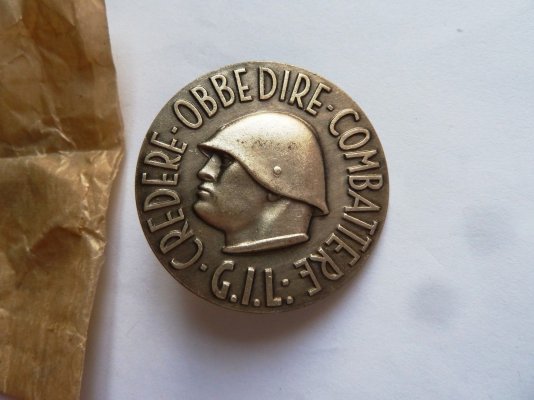 CREDERE · OBBEDIRE · COMBATTERE ·
G.I.L.